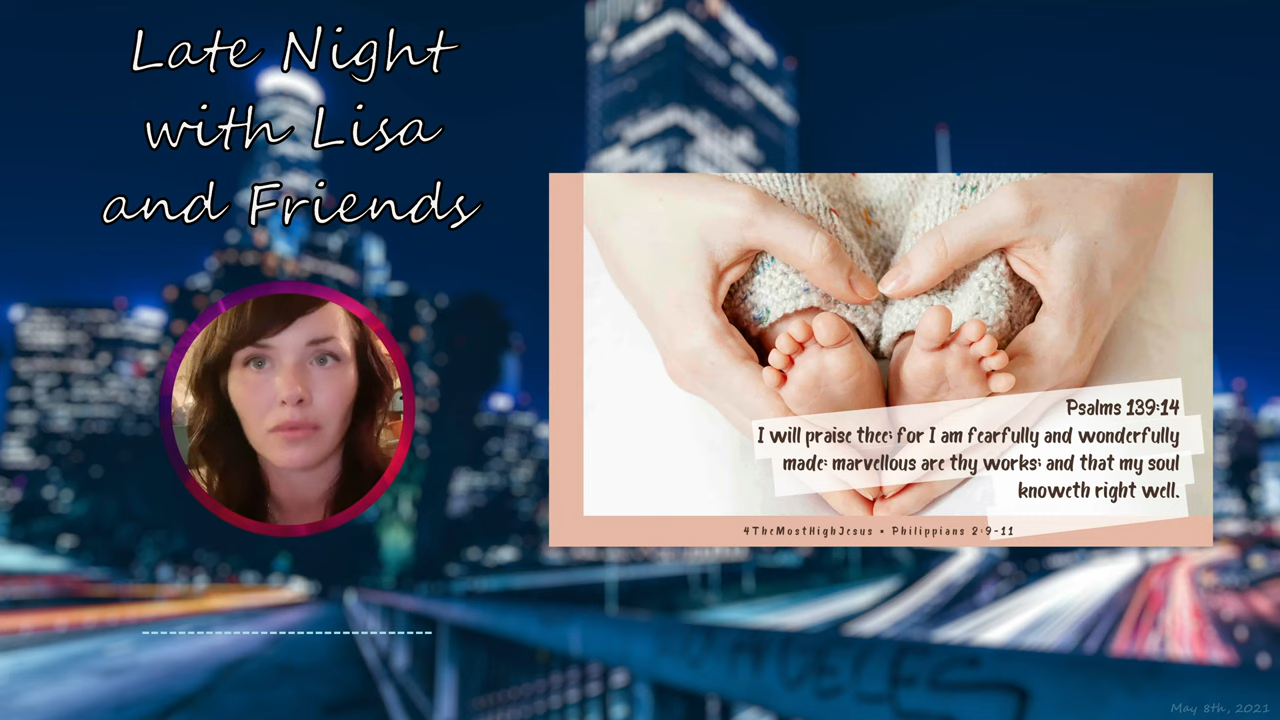 Late Night
with Lisa
and Friends
Psalms 139:14
I will praise thee; for I am fearfully and wonderfully
made: marvellous are thy works; and that my soul
knoweth right well.
4TheMostHighJesus • Philippians 2:9-11
ANGELES
May 8th, 2021